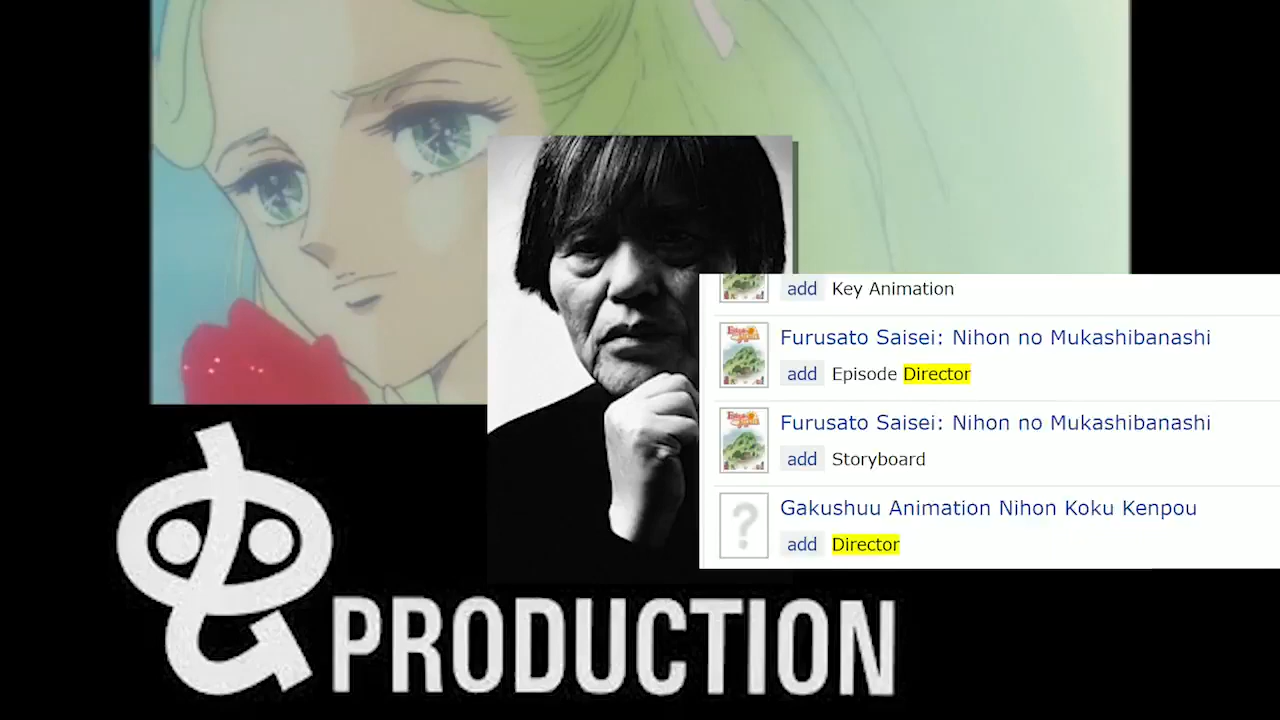 add Key Animation
Furusato Saisei: Nihon no Mukashibanashi
add Episode Director
Furusato Saisei: Nihon no Mukashibanashi
add Storyboard
?
Gakushuu Animation Nihon Koku Kenpou
add Director
PRODUCTION